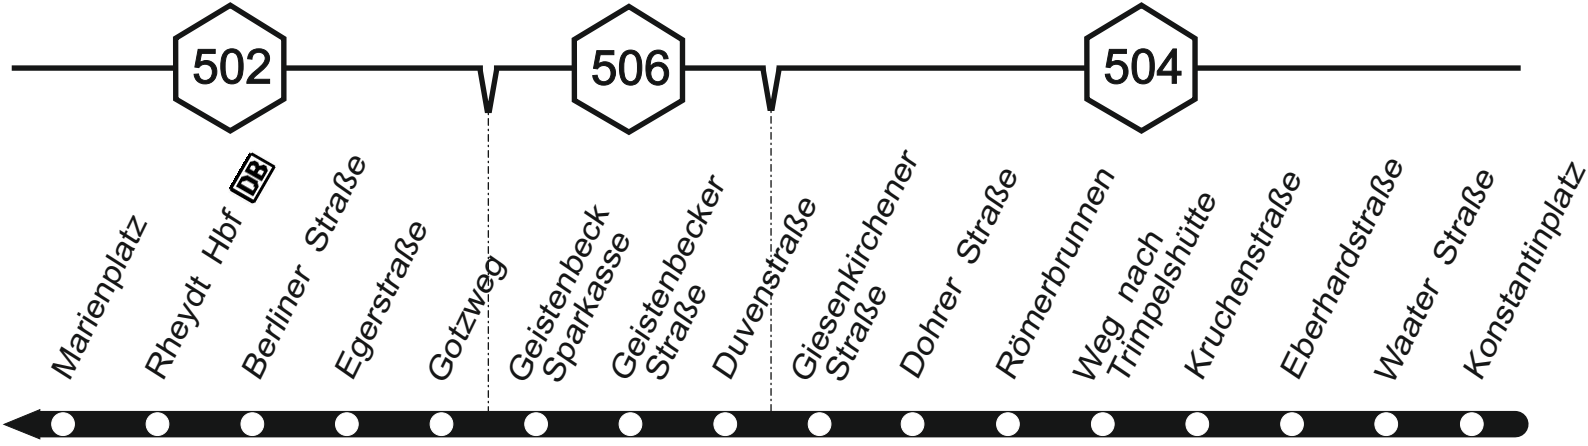 502
506
504
Marienplatz
Rheydt Hbf DB
Berliner Straße
Egerstraße
Gotzweg
Geistenbeck
Sparkasse
Geistenbecker
Straße
Duvenstraße
Giesenkirchener
Straße
Dohrer Straße
Römerbrunnen
Weg nach
Trimpelshütte
Kruchenstraße
Eberhardstraße
Waater Straße
Konstantinplatz